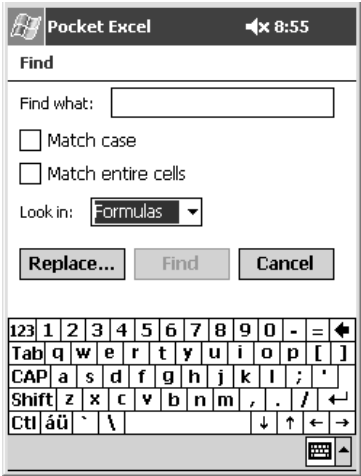 Pocket Excel 8:55
Find
Find what:
Match case
Match entire cells
Look in: Formulas
Replace... Find Cancel
123 1 2 3 4 5 6 7 8 9 0 - =
Tab q w e r t y u i o p [ ]
CAP a s d f g h j k l ; '
Shift z x c v b n m , . /
Ctl áü ` \